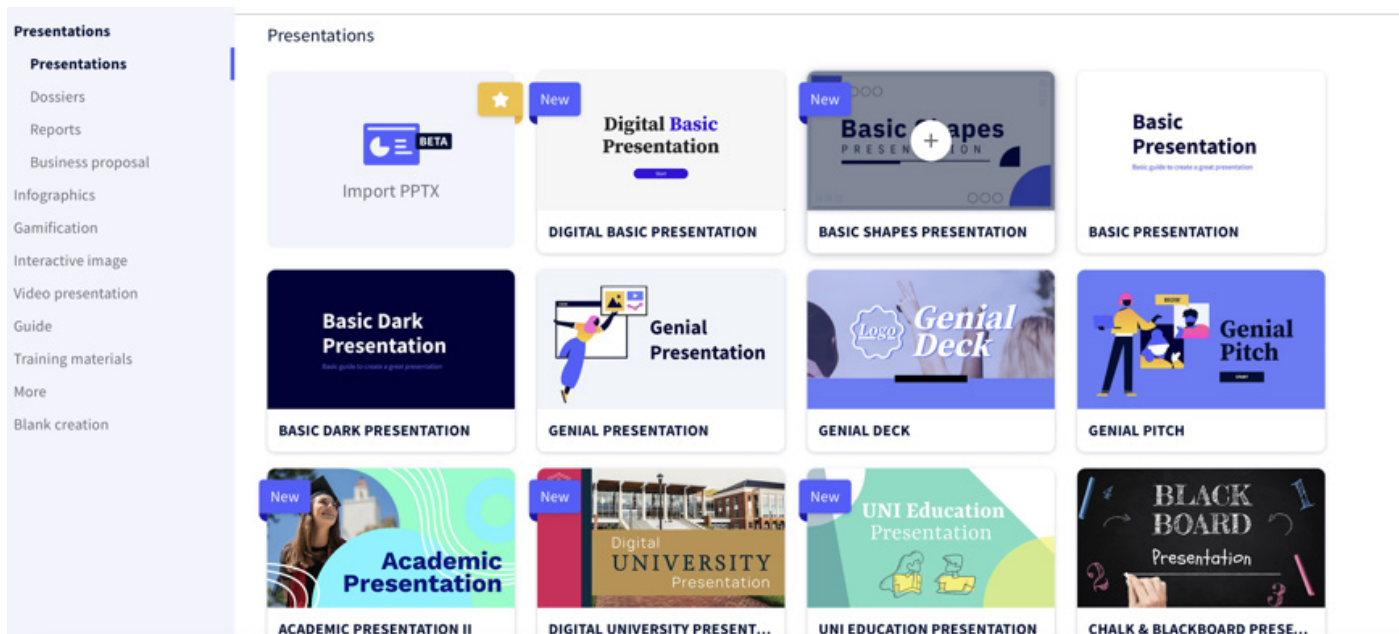 Presentations
Presentations
Dossiers
Reports
Business proposal
Infographics
Gamification
Interactive image
Video presentation
Guide
Training materials
More
Blank creation
Presentations
BETA
Import PPTX
New
Digital Basic
Presentation
Start
DIGITAL BASIC PRESENTATION
New
Basic Shapes
PRESENTATION
BASIC SHAPES PRESENTATION
Basic
Presentation
Basic guide to create a great presentation
BASIC PRESENTATION
Basic Dark
Presentation
Basic guide to create a great presentation
BASIC DARK PRESENTATION
Genial
Presentation
GENIAL PRESENTATION
Logo
Genial
Deck
GENIAL DECK
Genial
Pitch
START
GENIAL PITCH
New
Academic
Presentation
ACADEMIC PRESENTATION II
New
Digital
UNIVERSITY
Presentation
DIGITAL UNIVERSITY PRESENT...
New
UNI Education
Presentation
UNI EDUCATION PRESENTATION
1
BLACK
BOARD
Presentation
2
3
CHALK & BLACKBOARD PRESE...